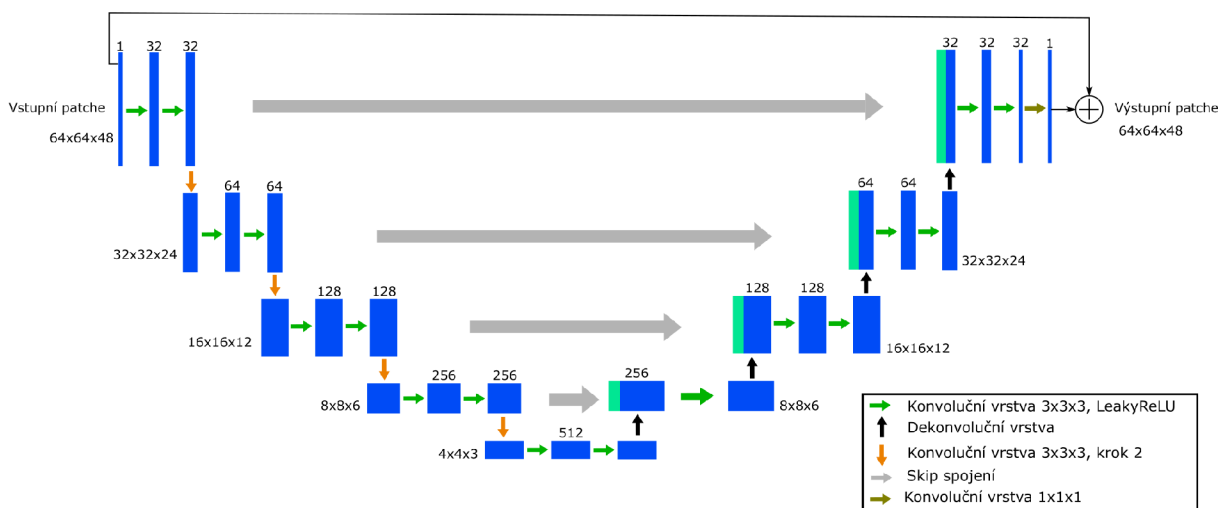 1 32 32
32 32 32 1
Vstupní patche
64x64x48
Výstupní patche
64x64x48
64 64
64 64
32x32x24
32x32x24
128 128
128 128
16x16x12
16x16x12
256 256
256
8x8x6
8x8x6
512
4x4x3
Konvoluční vrstva 3x3x3, LeakyReLU
Dekonvoluční vrstva
Konvoluční vrstva 3x3x3, krok 2
Skip spojení
Konvoluční vrstva 1x1x1